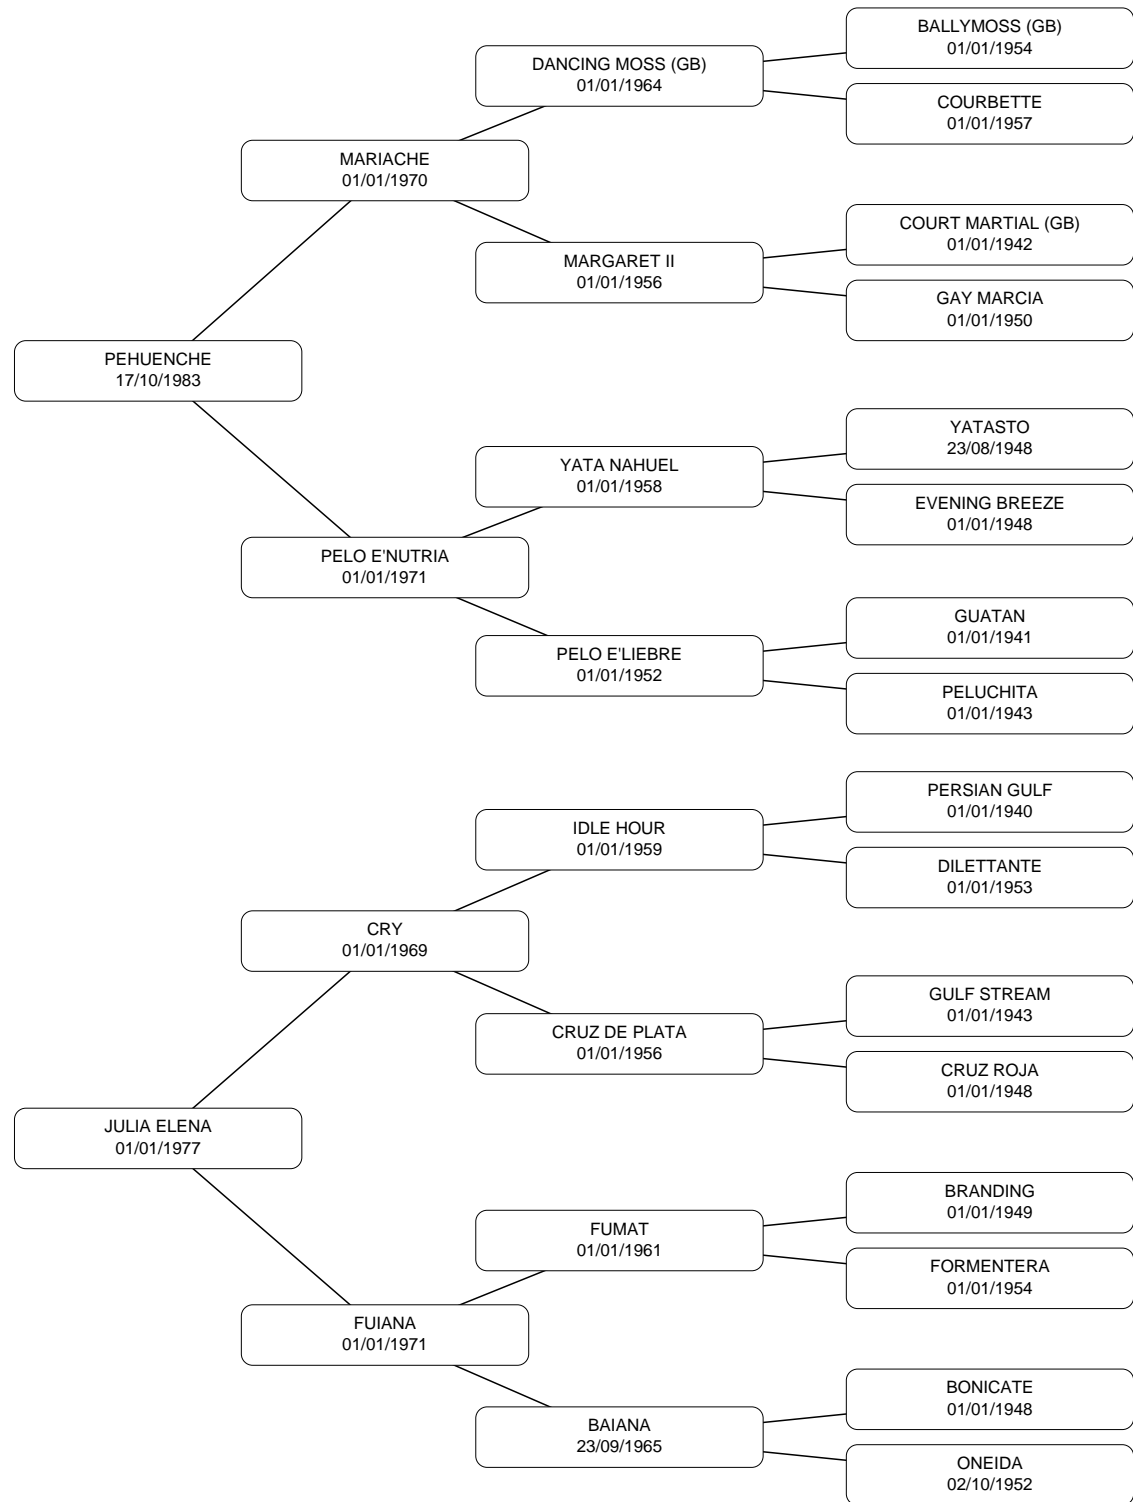 BALLYMOSS (GB)
01/01/1954
DANCING MOSS (GB)
01/01/1964
COURBETTE
01/01/1957
MARIACHE
01/01/1970
COURT MARTIAL (GB)
01/01/1942
MARGARET II
01/01/1956
GAY MARCIA
01/01/1950
PEHUENCHE
17/10/1983
YATASTO
23/08/1948
YATA NAHUEL
01/01/1958
EVENING BREEZE
01/01/1948
PELO E'NUTRIA
01/01/1971
GUATAN
01/01/1941
PELO E'LIEBRE
01/01/1952
PELUCHITA
01/01/1943
PERSIAN GULF
01/01/1940
IDLE HOUR
01/01/1959
DILETTANTE
01/01/1953
CRY
01/01/1969
GULF STREAM
01/01/1943
CRUZ DE PLATA
01/01/1956
CRUZ ROJA
01/01/1948
JULIA ELENA
01/01/1977
BRANDING
01/01/1949
FUMAT
01/01/1961
FORMENTERA
01/01/1954
FUIANA
01/01/1971
BONICATE
01/01/1948
BAIANA
23/09/1965
ONEIDA
02/10/1952